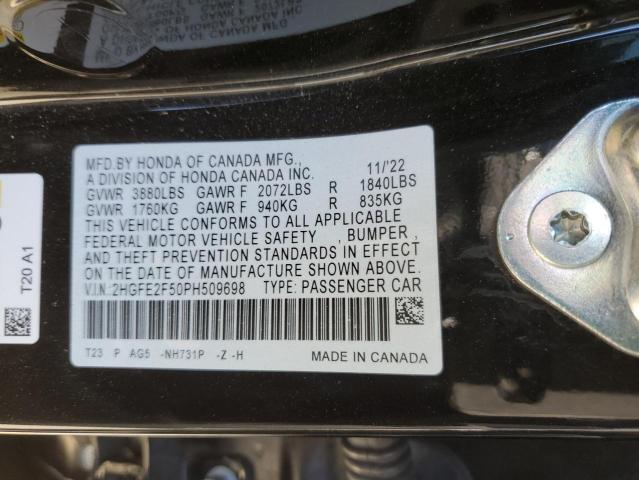 MFD.BY HONDA OF CANADA MFG.,
A DIVISION OF HONDA CANADA INC. 11/'22
GVWR 3880LBS GAWR F 2072LBS R 1840LBS
GVWR 1760KG GAWR F 940KG R 835KG
THIS VEHICLE CONFORMS TO ALL APPLICABLE
FEDERAL MOTOR VEHICLE SAFETY , BUMPER ,
AND THEFT PREVENTION STANDARDS IN EFFECT
ON THE DATE OF MANUFACTURE SHOWN ABOVE.
V.I.N:2HGFE2F50PH509698 TYPE: PASSENGER CAR
T23 P AG5 -NH731P -Z -H MADE IN CANADA
T20 A1